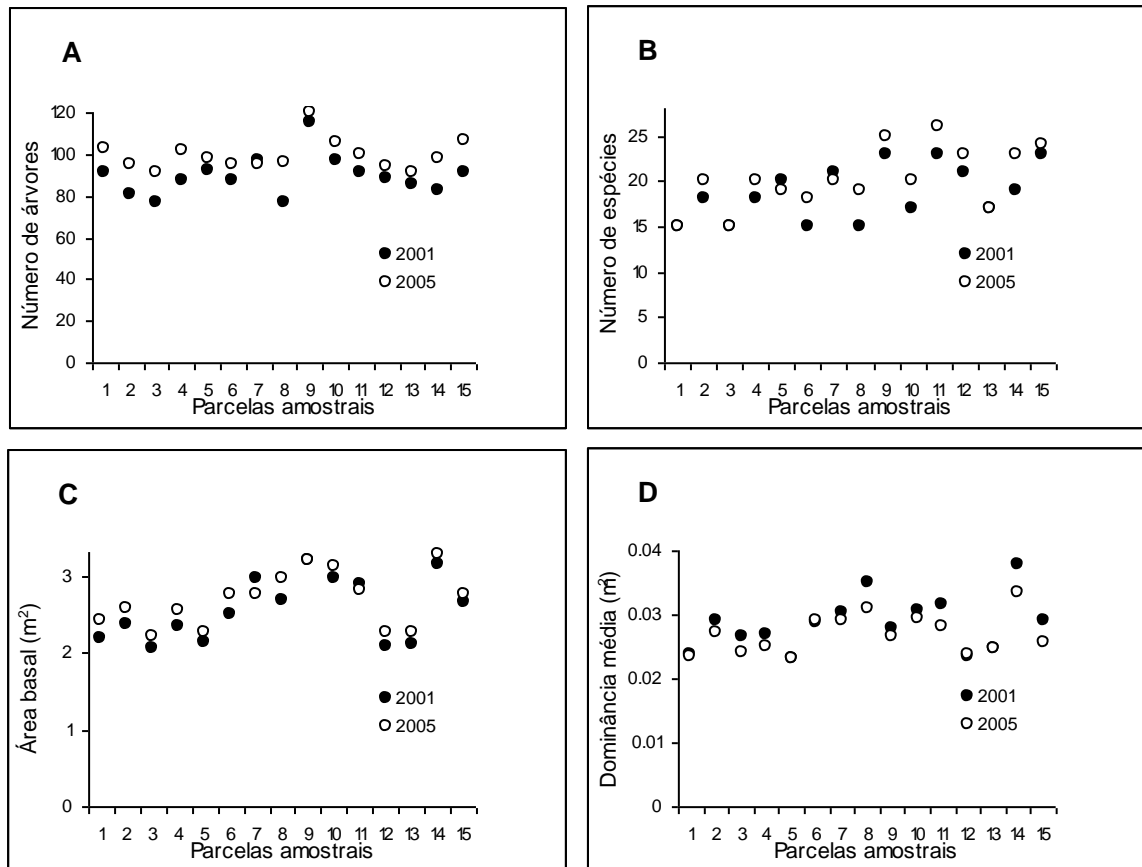 A
Número de árvores
120
100
80
60
40
20
0
2001
2005
1 2 3 4 5 6 7 8 9 10 11 12 13 14 15
Parcelas amostrais
B
Número de espécies
25
20
15
10
5
0
2001
2005
1 2 3 4 5 6 7 8 9 10 11 12 13 14 15
Parcelas amostrais
C
Área basal (m²)
3
2
1
0
2001
2005
1 2 3 4 5 6 7 8 9 10 11 12 13 14 15
Parcelas amostrais
D
Dominância média (m²)
0.04
0.03
0.02
0.01
0
2001
2005
1 2 3 4 5 6 7 8 9 10 11 12 13 14 15
Parcelas amostrais